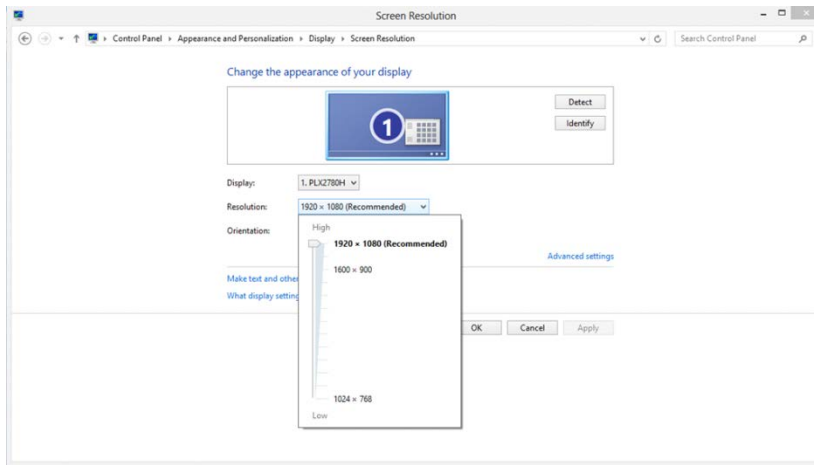 Screen Resolution
Control Panel Appearance and Personalization Display Screen Resolution
Search Control Panel
Change the appearance of your display
1
Detect
Identify
Display: 1. PLX2780H
Resolution: 1920 × 1080 (Recommended)
Orientation:
High
1920 × 1080 (Recommended)
1600 × 900
Advanced settings
Make text and other
What display setting
OK Cancel Apply
1024 × 768
Low